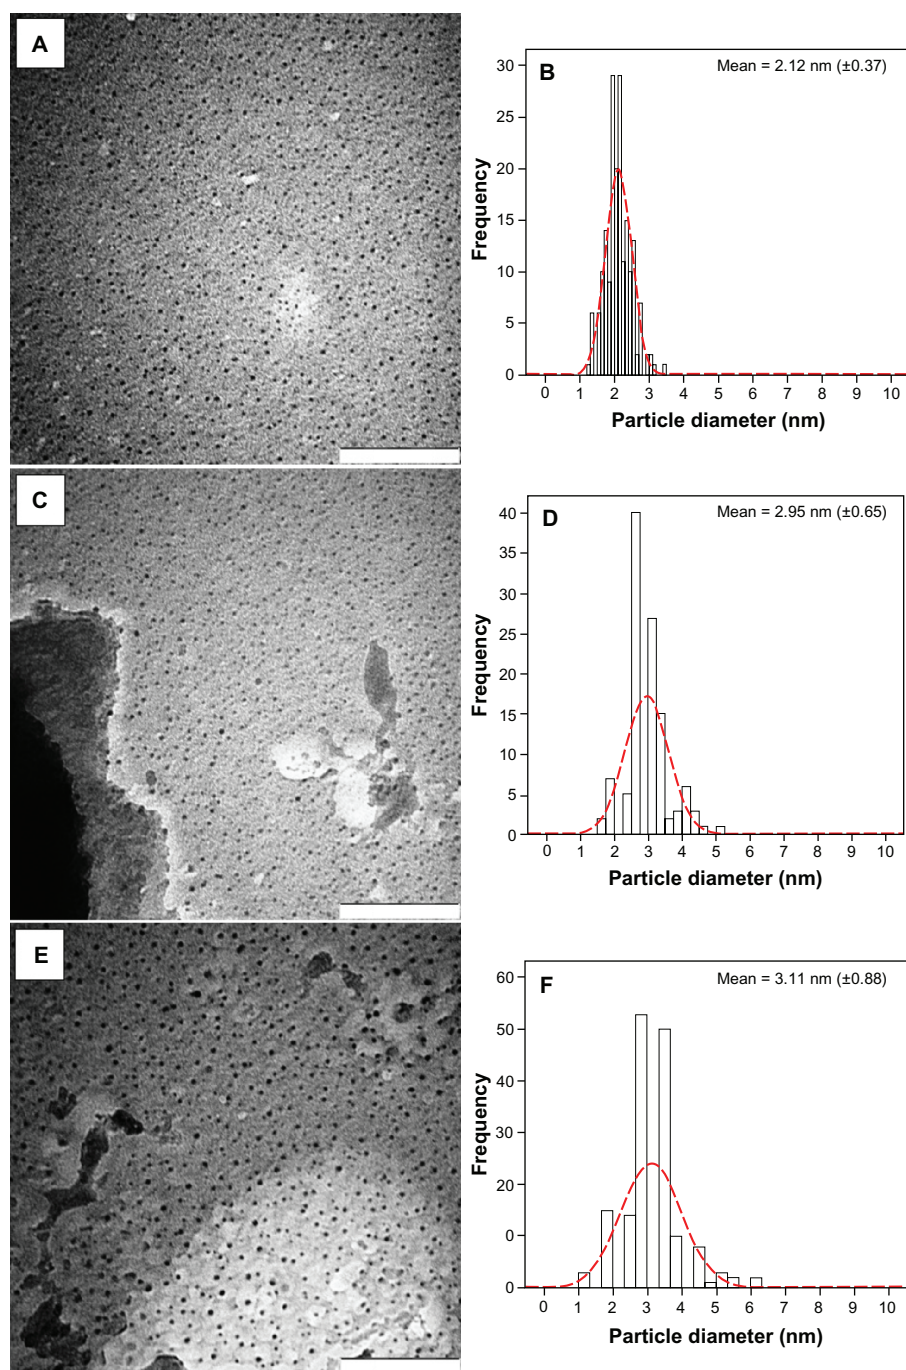 A
B
Mean = 2.12 nm (±0.37)
Frequency
30
25
20
15
10
5
0
0 1 2 3 4 5 6 7 8 9 10
Particle diameter (nm)
C
D
Mean = 2.95 nm (±0.65)
Frequency
40
35
30
25
20
15
10
5
0
0 1 2 3 4 5 6 7 8 9 10
Particle diameter (nm)
E
F
Mean = 3.11 nm (±0.88)
Frequency
60
50
40
30
20
0
0
0 1 2 3 4 5 6 7 8 9 10
Particle diameter (nm)